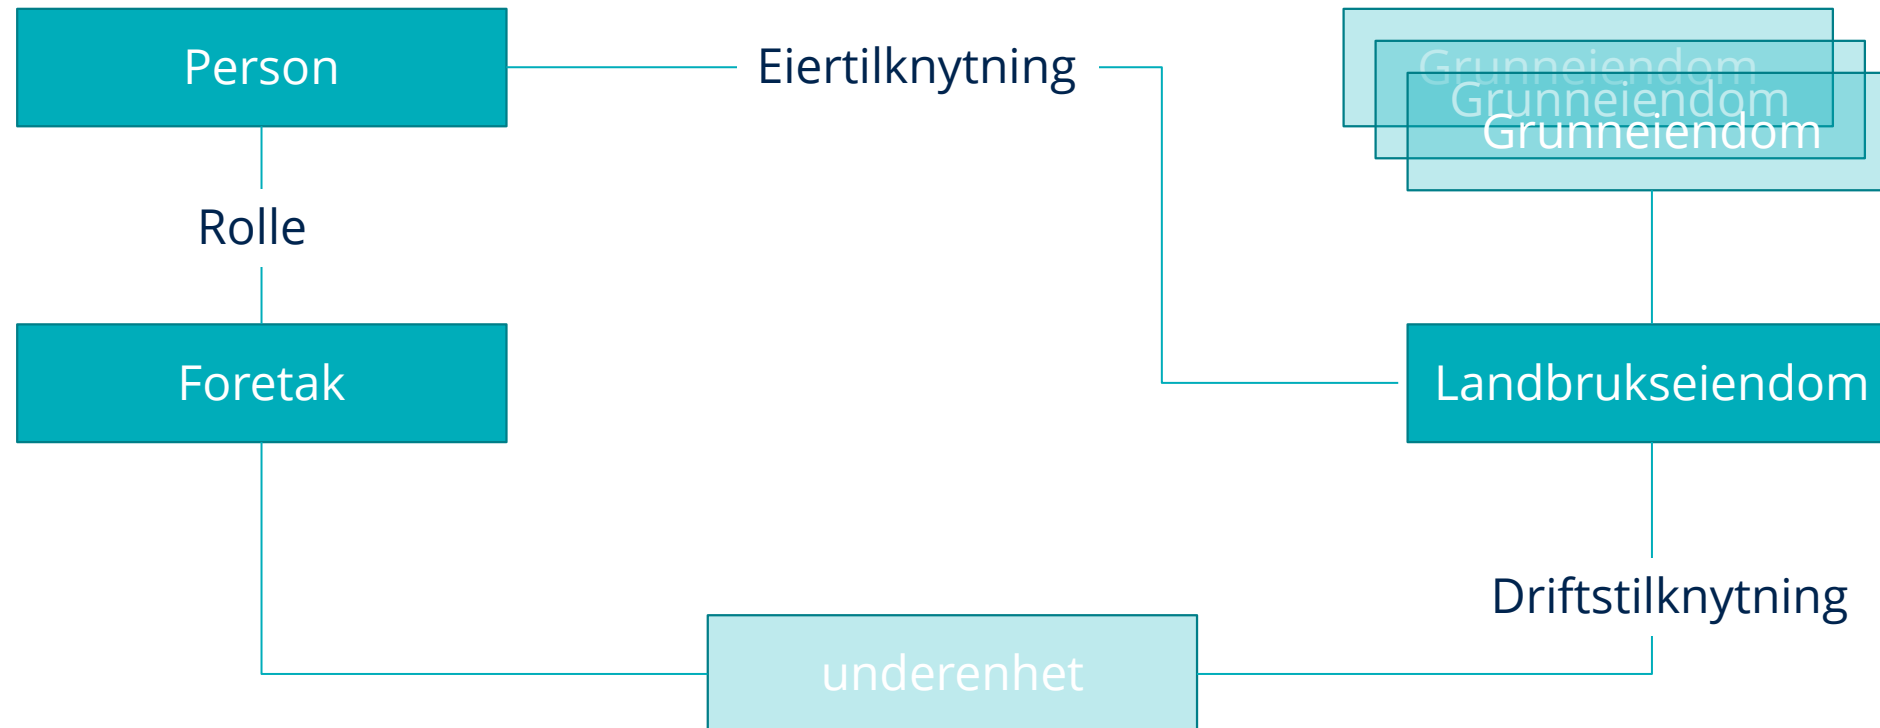 Person
Eiertilknytning
Grunneiendom
Grunneiendom
Grunneiendom
Rolle
Foretak
Landbrukseiendom
Driftstilknytning
underenhet